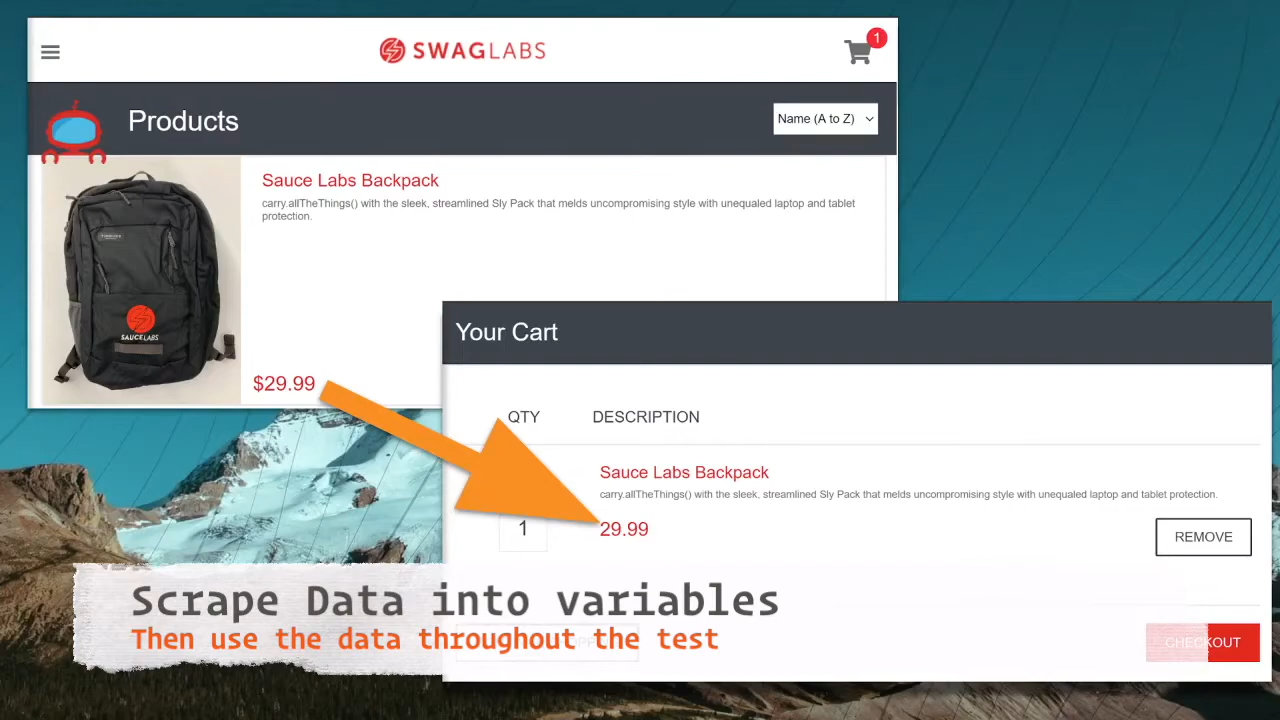 SWAGLABS
1
Products
Name (A to Z)
Sauce Labs Backpack
carry.allTheThings() with the sleek, streamlined Sly Pack that melds uncompromising style with unequaled laptop and tablet
protection.
SAUCELABS
$29.99
Your Cart
QTY DESCRIPTION
Sauce Labs Backpack
carry.allTheThings() with the sleek, streamlined Sly Pack that melds uncompromising style with unequaled laptop and tablet protection.
1 29.99
REMOVE
Scrape Data into variables
Then use the data throughout the test
CHECKOUT